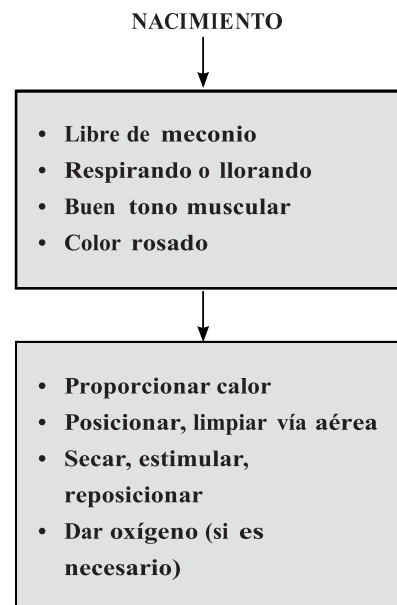 NACIMIENTO
• Libre de meconio
• Respirando o llorando
• Buen tono muscular
• Color rosado
• Proporcionar calor
• Posicionar, limpiar vía aérea
• Secar, estimular,
reposicionar
• Dar oxígeno (si es
necesario)